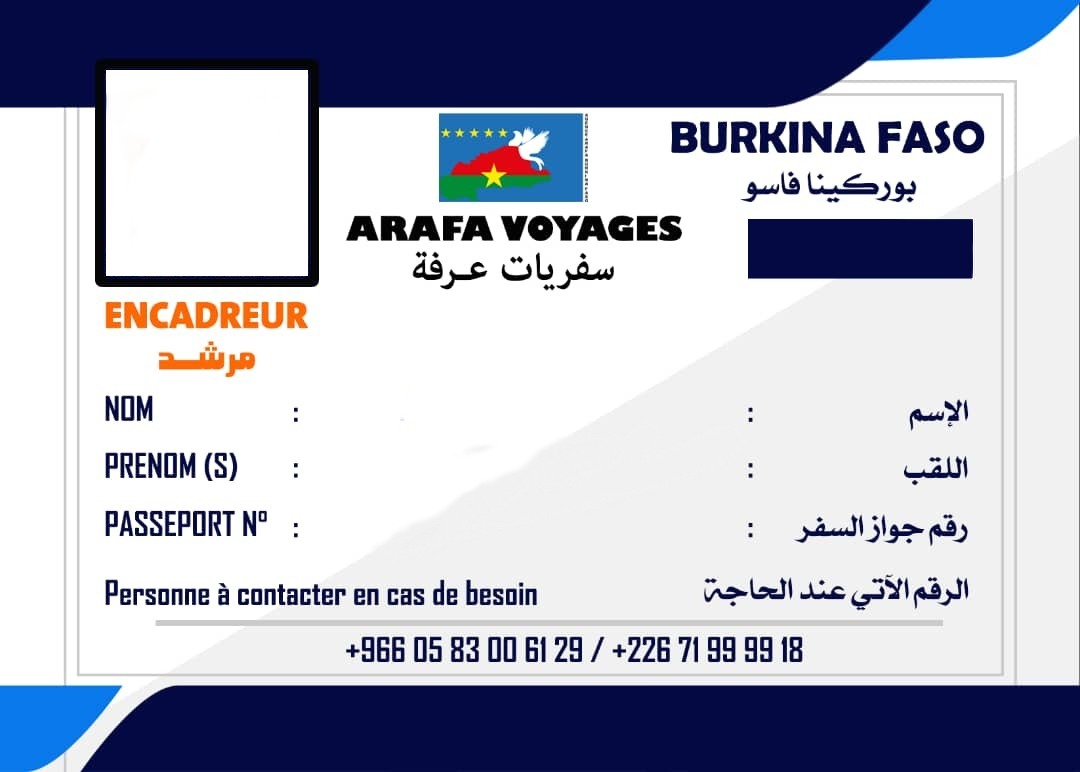 BURKINA FASO
بوركينا فاسو
ARAFA VOYAGES
سفريات عـرفة
ENCADREUR
مرشـــد
NOM : : الإسم
PRENOM (S) : : اللقب
PASSEPORT N° : : رقم جواز السفر
Personne à contacter en cas de besoin الرقم الآتي عند الحاجة
+966 05 83 00 61 29 / +226 71 99 99 18